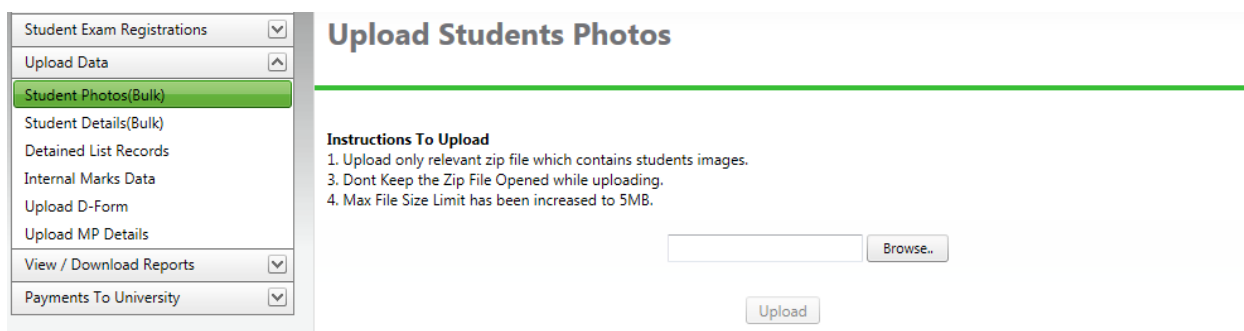 Student Exam Registrations
Upload Data
Student Photos(Bulk)
Student Details(Bulk)
Detained List Records
Internal Marks Data
Upload D-Form
Upload MP Details
View / Download Reports
Payments To University
Upload Students Photos
Instructions To Upload
1. Upload only relevant zip file which contains students images.
3. Dont Keep the Zip File Opened while uploading.
4. Max File Size Limit has been increased to 5MB.
Browse..
Upload